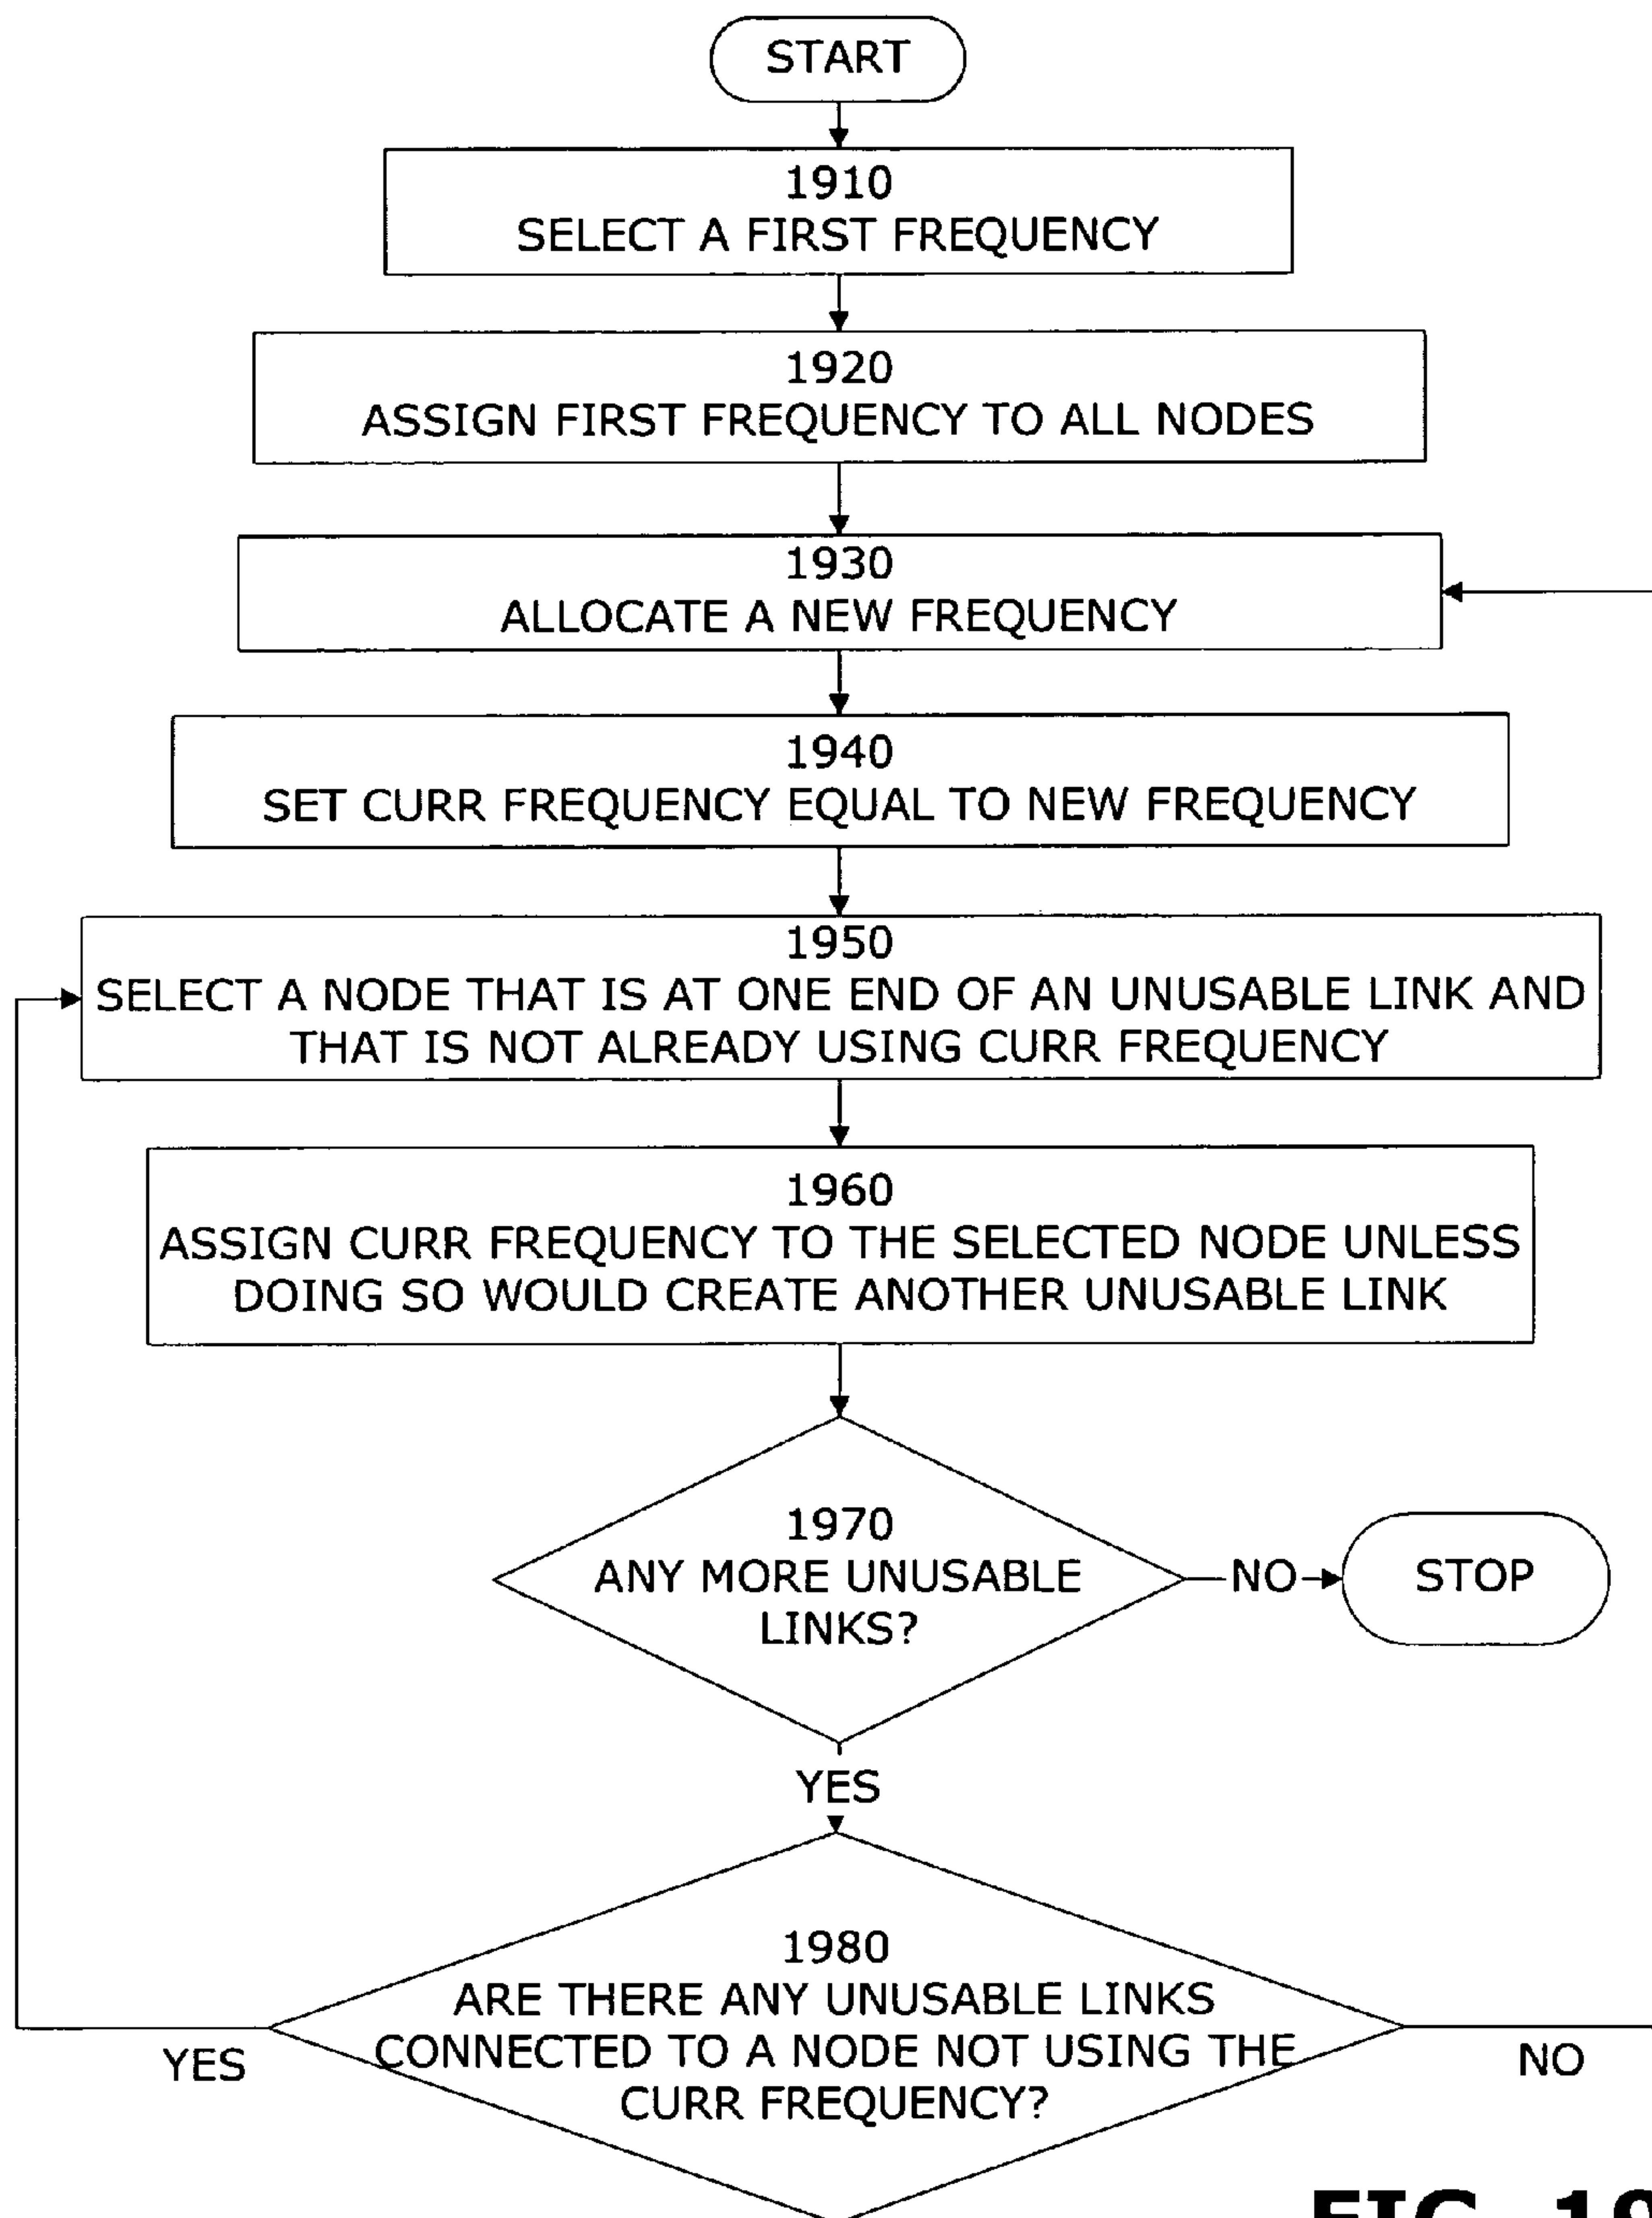 START
1910
SELECT A FIRST FREQUENCY
1920
ASSIGN FIRST FREQUENCY TO ALL NODES
1930
ALLOCATE A NEW FREQUENCY
1940
SET CURR FREQUENCY EQUAL TO NEW FREQUENCY
1950
SELECT A NODE THAT IS AT ONE END OF AN UNUSABLE LINK AND
THAT IS NOT ALREADY USING CURR FREQUENCY
1960
ASSIGN CURR FREQUENCY TO THE SELECTED NODE UNLESS
DOING SO WOULD CREATE ANOTHER UNUSABLE LINK
1970
ANY MORE UNUSABLE
LINKS?
NO
STOP
YES
1980
ARE THERE ANY UNUSABLE LINKS
CONNECTED TO A NODE NOT USING THE
CURR FREQUENCY?
YES
NO
FIG. 19